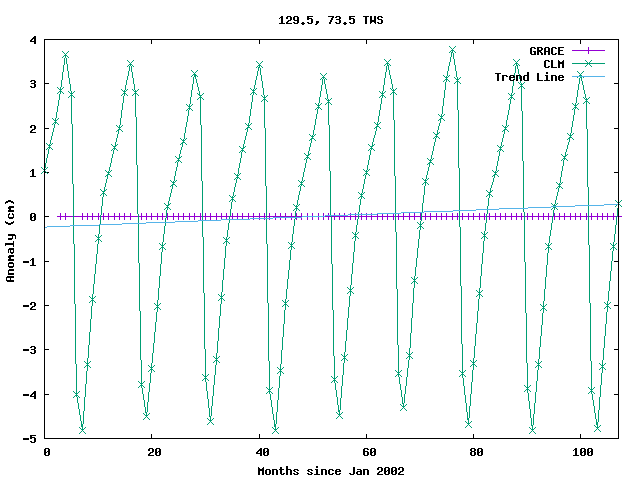 129.5, 73.5 TWS
GRACE
CLM
Trend Line
4
3
2
1
0
-1
-2
-3
-4
-5
Anomaly (cm)
0 20 40 60 80 100
Months since Jan 2002